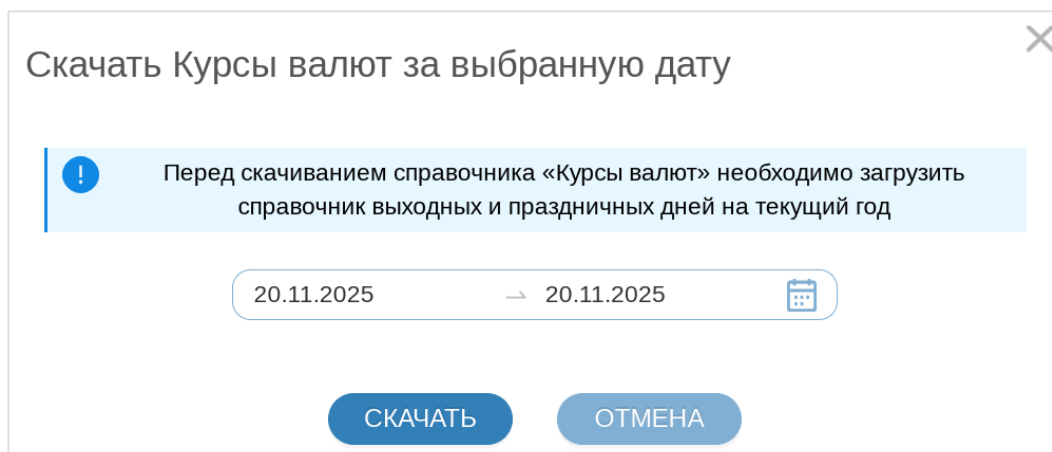 Скачать Курсы валют за выбранную дату
Перед скачиванием справочника «Курсы валют» необходимо загрузить
справочник выходных и праздничных дней на текущий год
20.11.2025 → 20.11.2025
СКАЧАТЬ ОТМЕНА